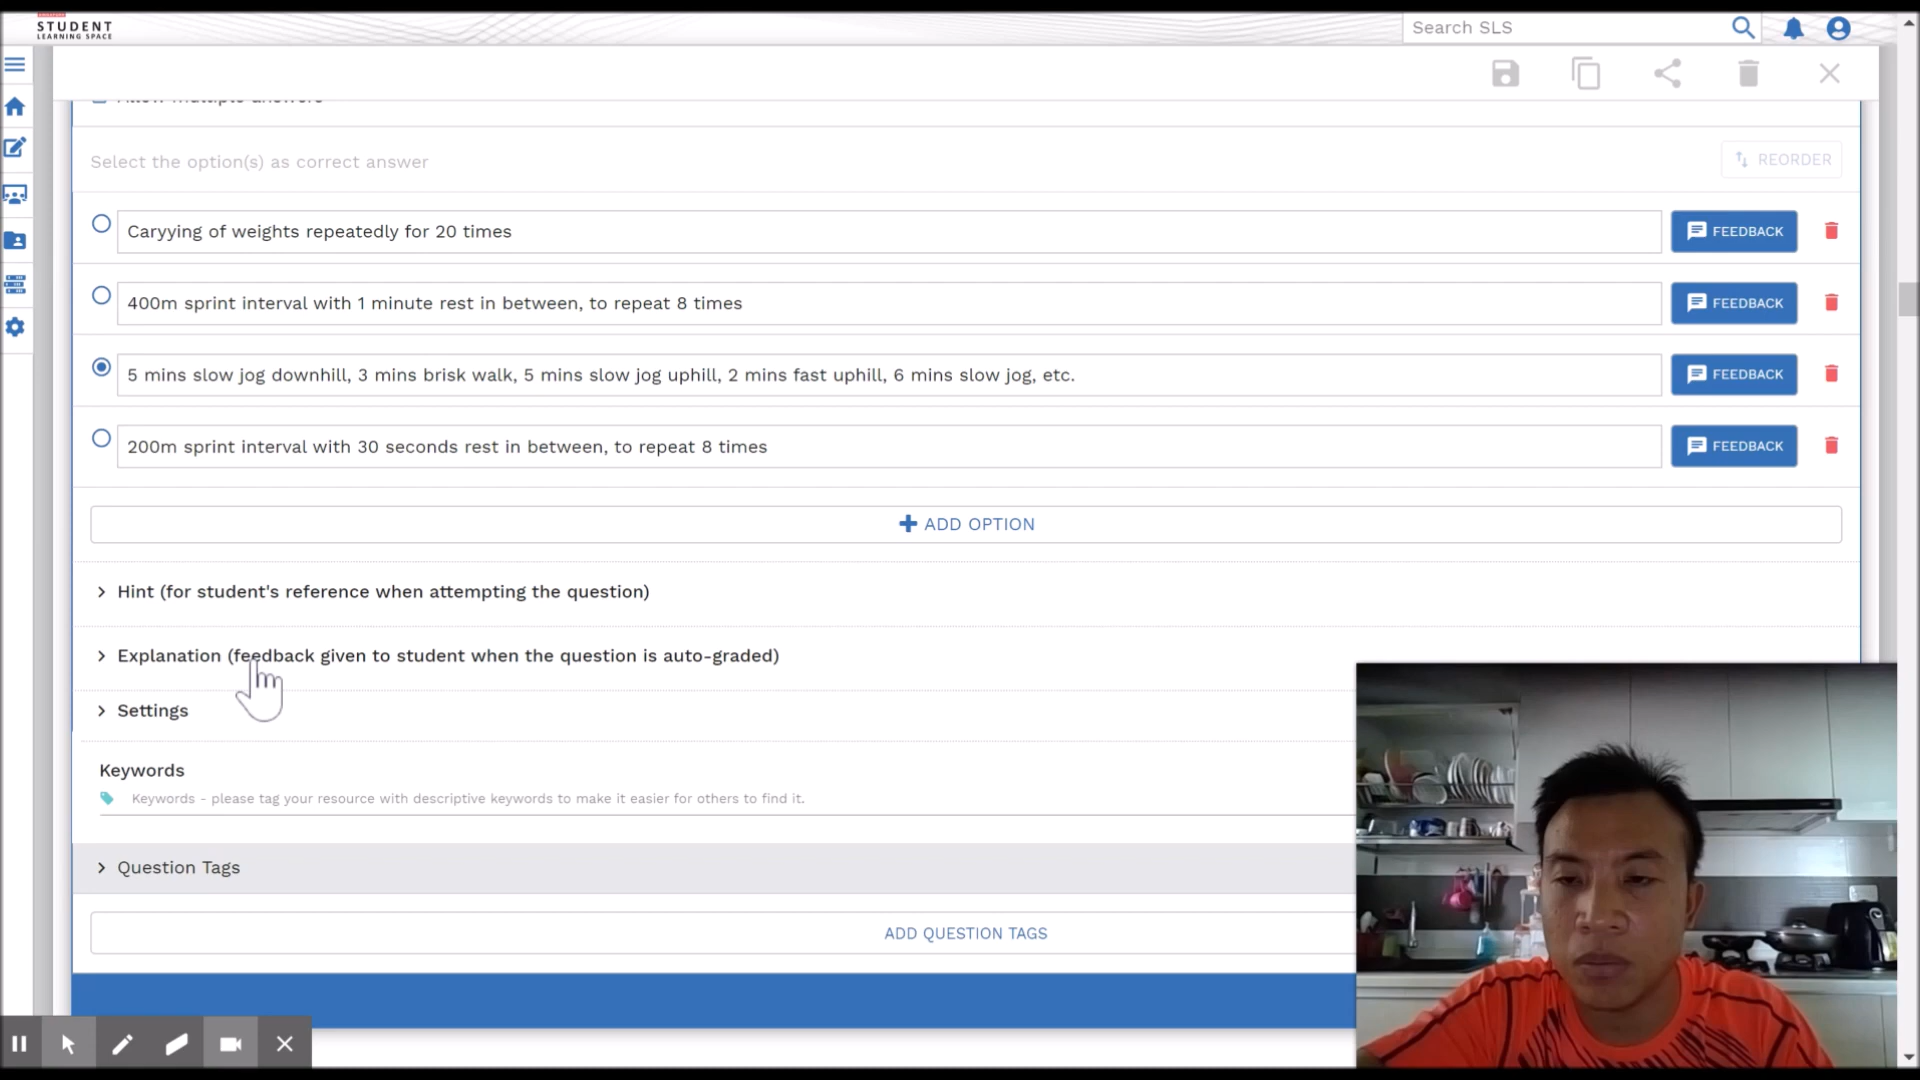 STUDENT
LEARNING SPACE
Search SLS
Allow multiple answers
Select the option(s) as correct answer
REORDER
Caryying of weights repeatedly for 20 times
FEEDBACK
400m sprint interval with 1 minute rest in between, to repeat 8 times
FEEDBACK
5 mins slow jog downhill, 3 mins brisk walk, 5 mins slow jog uphill, 2 mins fast uphill, 6 mins slow jog, etc.
FEEDBACK
200m sprint interval with 30 seconds rest in between, to repeat 8 times
FEEDBACK
ADD OPTION
Hint (for student's reference when attempting the question)
Explanation (feedback given to student when the question is auto-graded)
Settings
Keywords
Keywords - please tag your resource with descriptive keywords to make it easier for others to find it.
Question Tags
ADD QUESTION TAGS